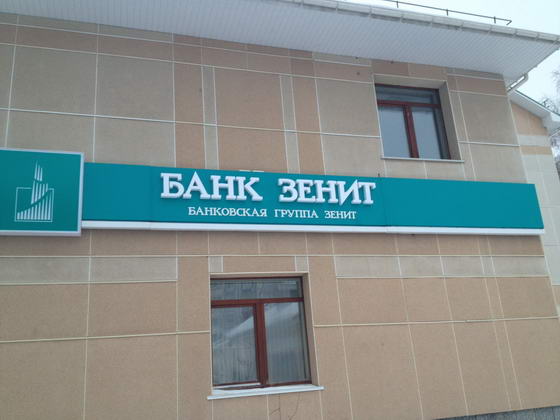 БАНК ЗЕНИТ
БАНКОВСКАЯ ГРУППА ЗЕНИТ